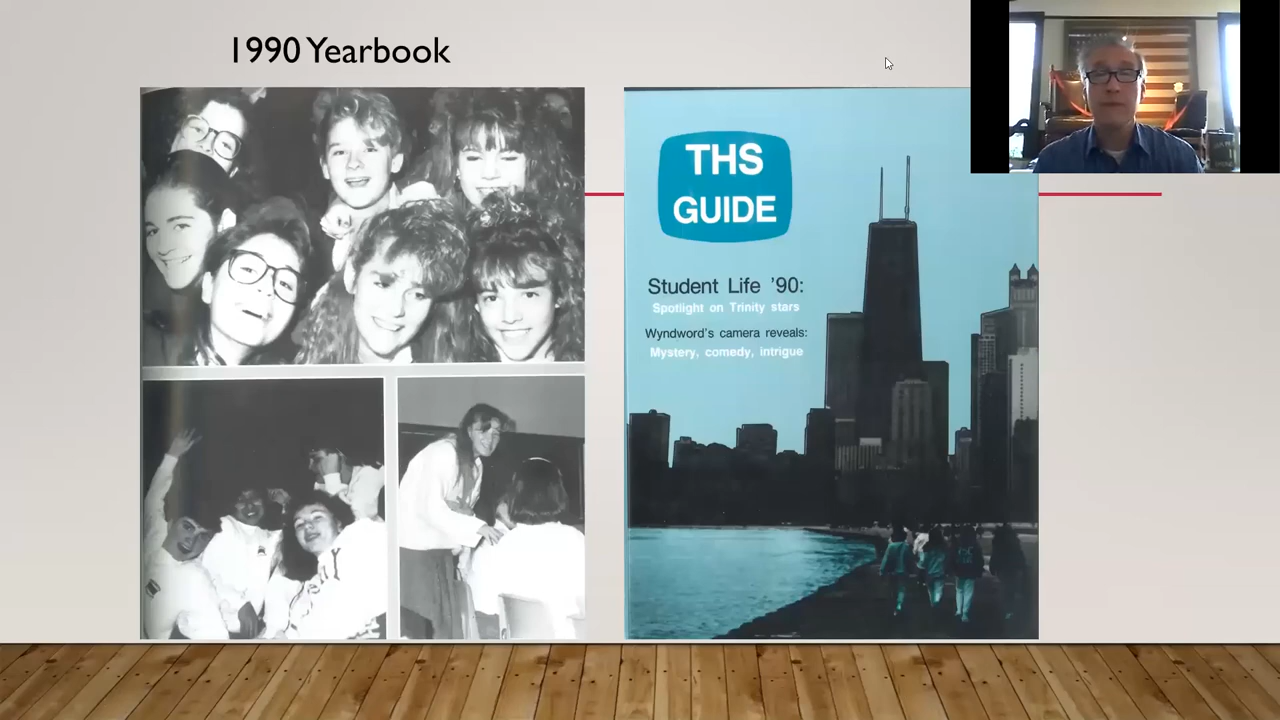 1990 Yearbook
THS
GUIDE
Student Life '90:
Spotlight on Trinity stars
Wyndword's camera reveals:
Mystery, comedy, intrigue